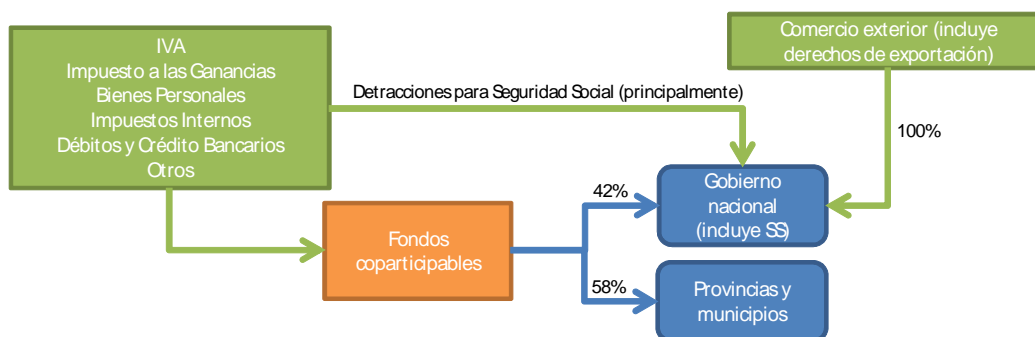 IVA
Impuesto a las Ganancias
Bienes Personales
Impuestos Internos
Débitos y Crédito Bancarios
Otros
Comercio exterior (incluye
derechos de exportación)
Detracciones para Seguridad Social (principalmente)
100%
42%
Gobierno
nacional
(incluye SS)
Fondos
coparticipables
58%
Provincias y
municipios